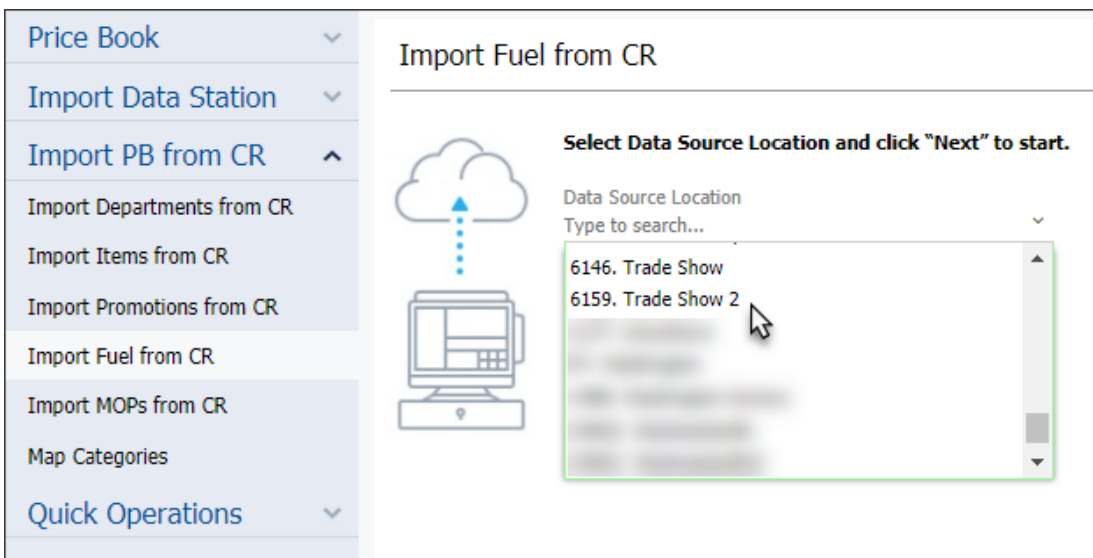 Price Book
Import Data Station
Import PB from CR
Import Departments from CR
Import Items from CR
Import Promotions from CR
Import Fuel from CR
Import MOPs from CR
Map Categories
Quick Operations
Import Fuel from CR
Select Data Source Location and click “Next” to start.
Data Source Location
Type to search...
6146. Trade Show
6159. Trade Show 2